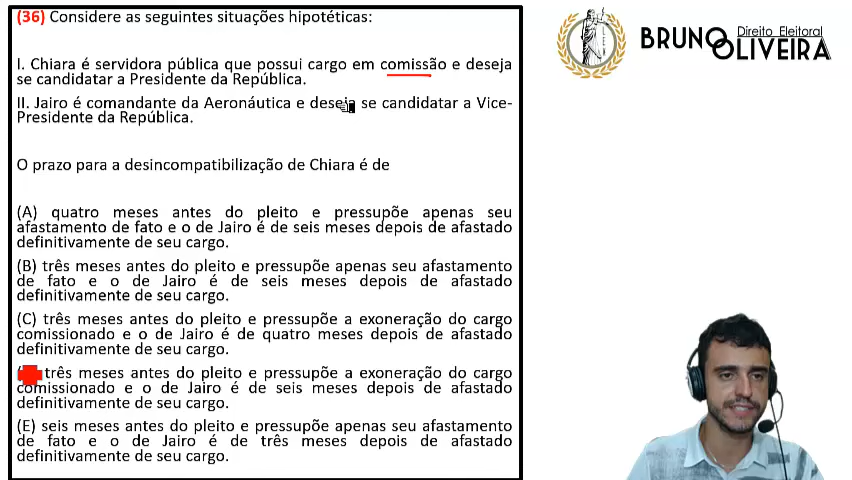 (36) Considere as seguintes situações hipotéticas:
I. Chiara é servidora pública que possui cargo em comissão e deseja
se candidatar a Presidente da República.
II. Jairo é comandante da Aeronáutica e deseja se candidatar a Vice-
Presidente da República.
O prazo para a desincompatibilização de Chiara é de
(A) quatro meses antes do pleito e pressupõe apenas seu
afastamento de fato e o de Jairo é de seis meses depois de afastado
definitivamente de seu cargo.
(B) três meses antes do pleito e pressupõe apenas seu afastamento
de fato e o de Jairo é de seis meses depois de afastado
definitivamente de seu cargo.
(C) três meses antes do pleito e pressupõe a exoneração do cargo
comissionado e o de Jairo é de quatro meses depois de afastado
definitivamente de seu cargo.
três meses antes do pleito e pressupõe a exoneração do cargo
comissionado e o de Jairo é de seis meses depois de afastado
definitivamente de seu cargo.
(E) seis meses antes do pleito e pressupõe apenas seu afastamento
de fato e o de Jairo é de três meses depois de afastado
definitivamente de seu cargo.
Direito Eleitoral
BRUNO OLIVEIRA